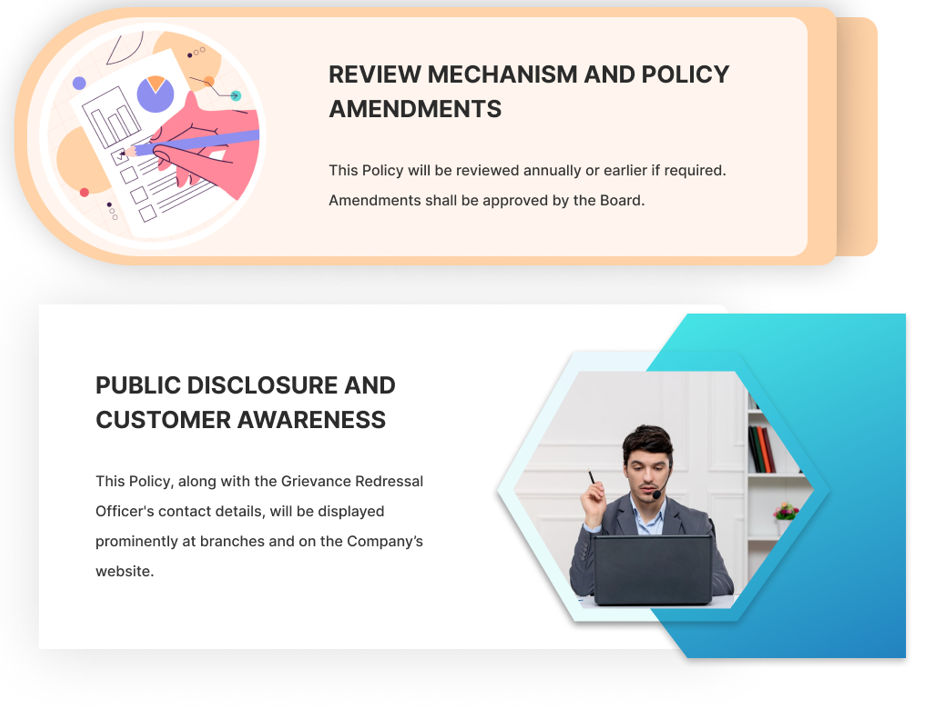 REVIEW MECHANISM AND POLICY
AMENDMENTS
This Policy will be reviewed annually or earlier if required.
Amendments shall be approved by the Board.
PUBLIC DISCLOSURE AND
CUSTOMER AWARENESS
This Policy, along with the Grievance Redressal
Officer's contact details, will be displayed
prominently at branches and on the Company’s
website.